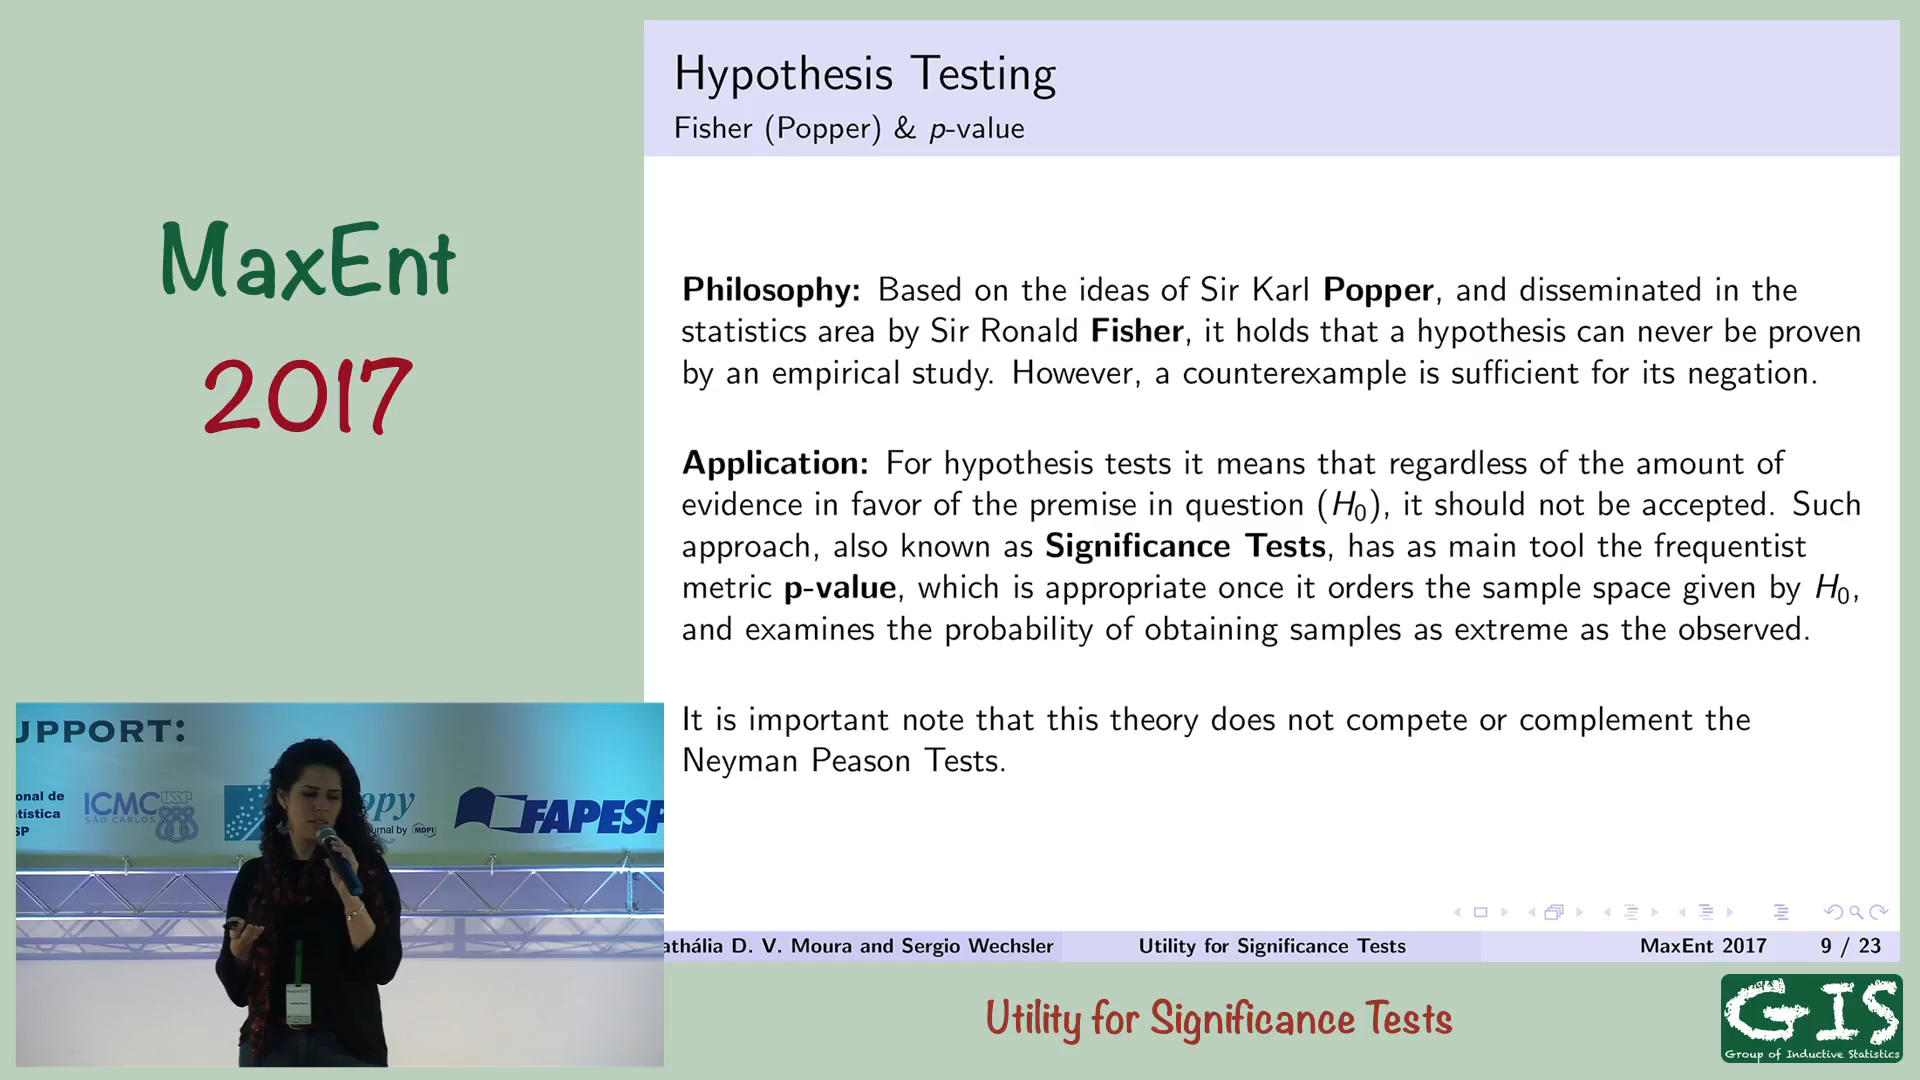 MaxEnt
2017
Hypothesis Testing
Fisher (Popper) & p-value
Philosophy: Based on the ideas of Sir Karl Popper, and disseminated in the
statistics area by Sir Ronald Fisher, it holds that a hypothesis can never be proven
by an empirical study. However, a counterexample is sufficient for its negation.
Application: For hypothesis tests it means that regardless of the amount of
evidence in favor of the premise in question (H₀), it should not be accepted. Such
approach, also known as Significance Tests, has as main tool the frequentist
metric p-value, which is appropriate once it orders the sample space given by H₀,
and examines the probability of obtaining samples as extreme as the observed.
It is important note that this theory does not compete or complement the
Neyman Peason Tests.
UPPORT:
onal de
tística
SP
ICMC USP
SÃO CARLOS
opy
urnal by MDPI
FAPESP
athália D. V. Moura and Sergio Wechsler
Utility for Significance Tests
MaxEnt 2017
9 / 23
Utility for Significance Tests
GIS
Group of Inductive Statistics